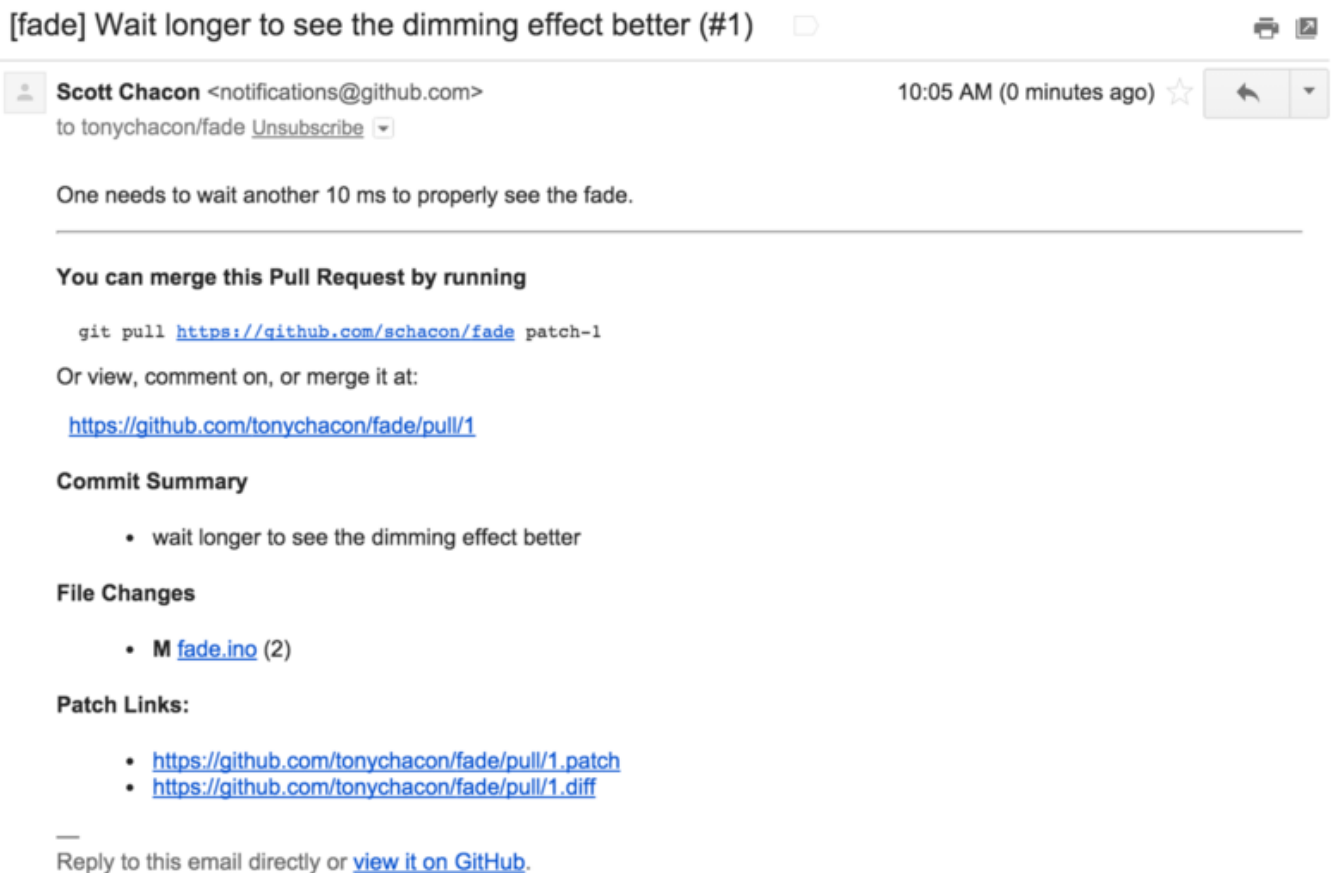 [fade] Wait longer to see the dimming effect better (#1)
Scott Chacon <notifications@github.com>
10:05 AM (0 minutes ago)
to tonychacon/fade Unsubscribe
One needs to wait another 10 ms to properly see the fade.
You can merge this Pull Request by running
git pull https://github.com/schacon/fade patch-1
Or view, comment on, or merge it at:
https://github.com/tonychacon/fade/pull/1
Commit Summary
• wait longer to see the dimming effect better
File Changes
• M fade.ino (2)
Patch Links:
• https://github.com/tonychacon/fade/pull/1.patch
• https://github.com/tonychacon/fade/pull/1.diff
—
Reply to this email directly or view it on GitHub.